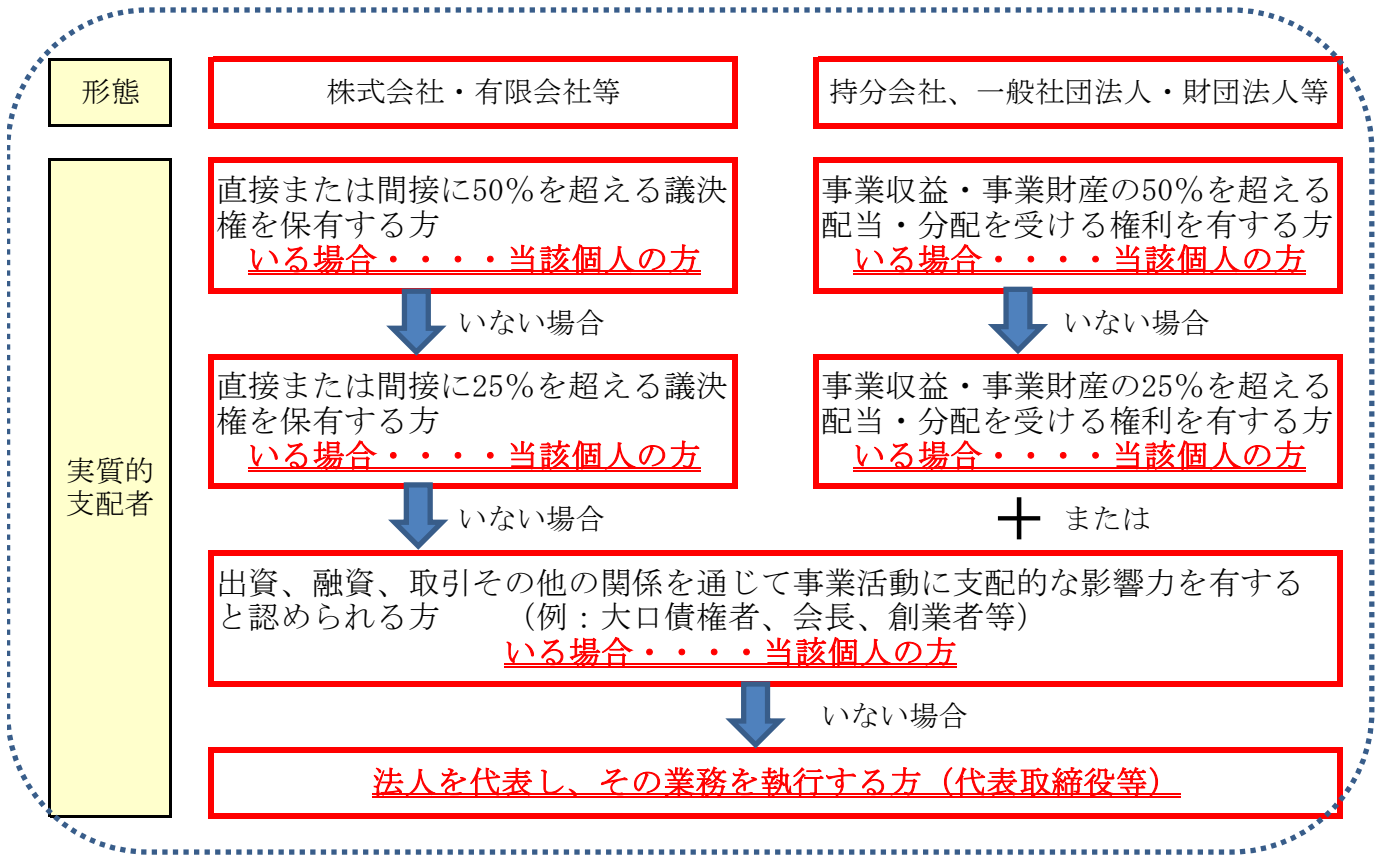 形態
株式会社・有限会社等
持分会社、一般社団法人・財団法人等
実質的
支配者
直接または間接に50％を超える議決
権を保有する方
いる場合・・・・当該個人の方
事業収益・事業財産の50％を超える
配当・分配を受ける権利を有する方
いる場合・・・・当該個人の方
いない場合
いない場合
直接または間接に25％を超える議決
権を保有する方
いる場合・・・・当該個人の方
事業収益・事業財産の25％を超える
配当・分配を受ける権利を有する方
いる場合・・・・当該個人の方
いない場合
または
出資、融資、取引その他の関係を通じて事業活動に支配的な影響力を有する
と認められる方　　（例：大口債権者、会長、創業者等）
いる場合・・・・当該個人の方
いない場合
法人を代表し、その業務を執行する方（代表取締役等）